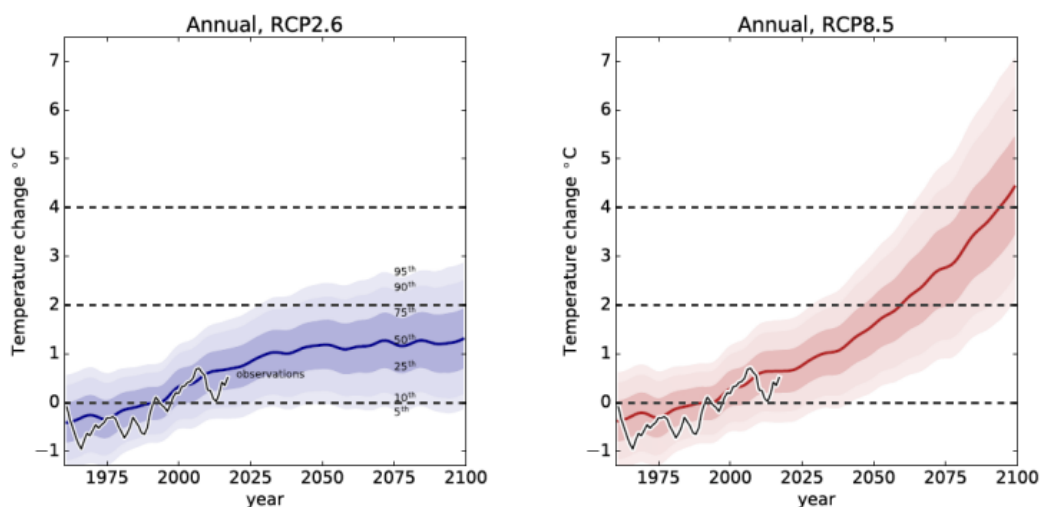 Annual, RCP2.6
Temperature change °C
7
6
5
4
3
2
1
0
−1
95th
90th
75th
50th
25th
10th
5th
observations
1975
2000
2025
2050
2075
2100
year
Annual, RCP8.5
Temperature change °C
7
6
5
4
3
2
1
0
−1
1975
2000
2025
2050
2075
2100
year